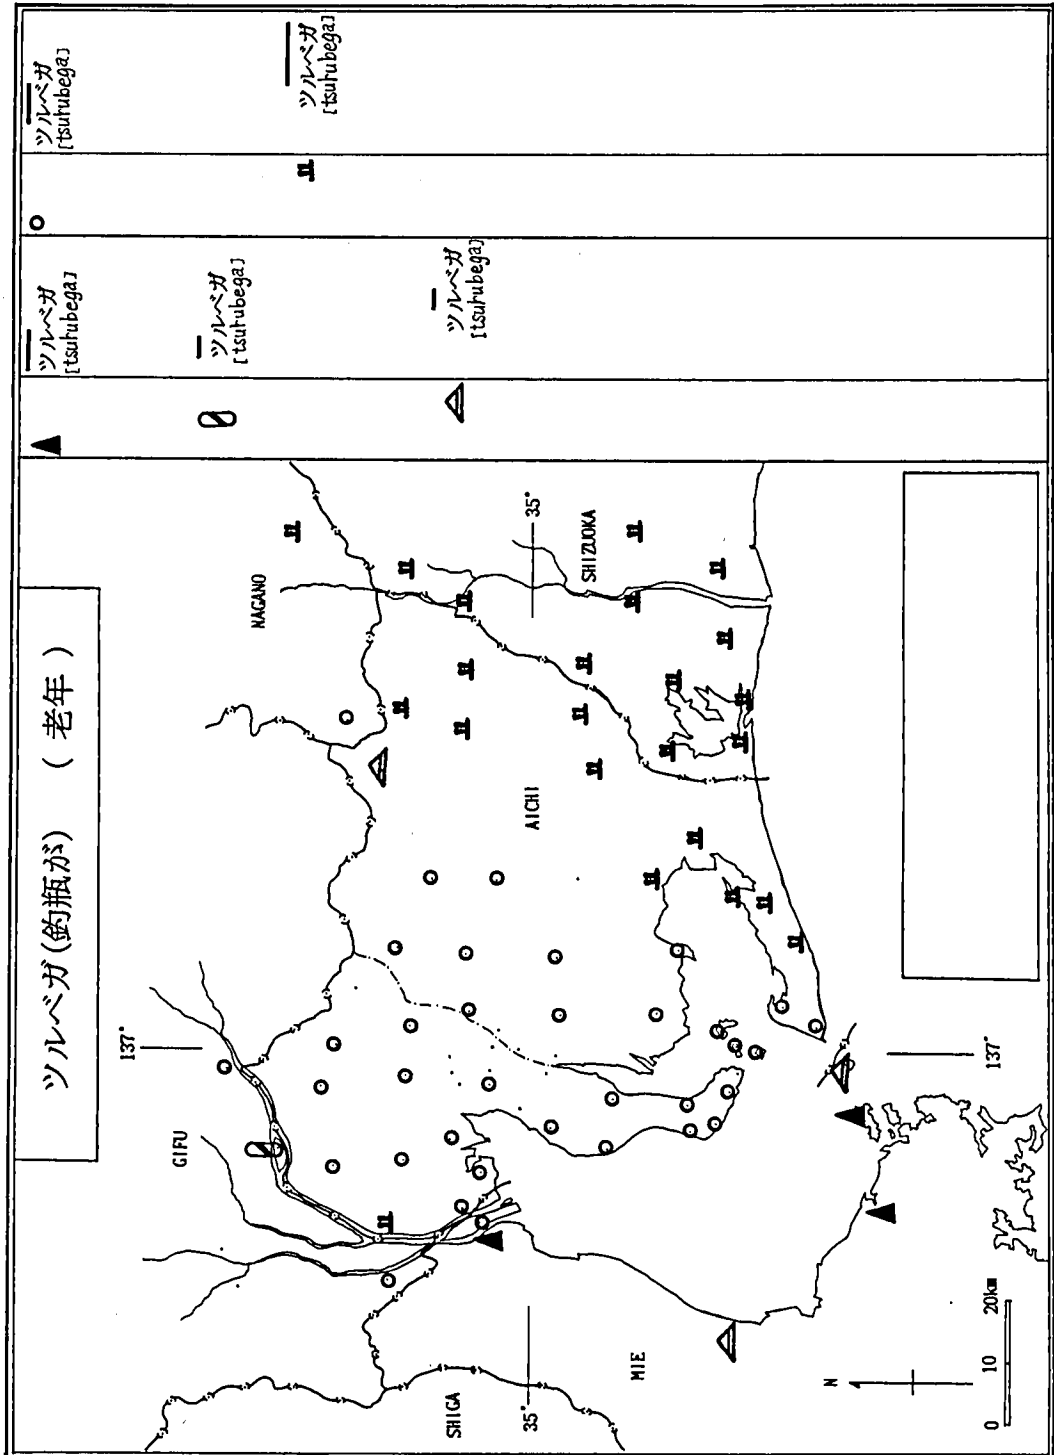 ツルベガ(釣瓶が) (老年)
ツルベガ
[tsurubega]
ツルベガ
[tsurubega]
ツルベガ
[tsurubega]
ツルベガ
[tsurubega]
ツルベガ
[tsurubega]
137°
GIFU
NAGANO
SHIGA
35°
35°
AICHI
SHIZUOKA
MIE
N
0 10 20km
137°